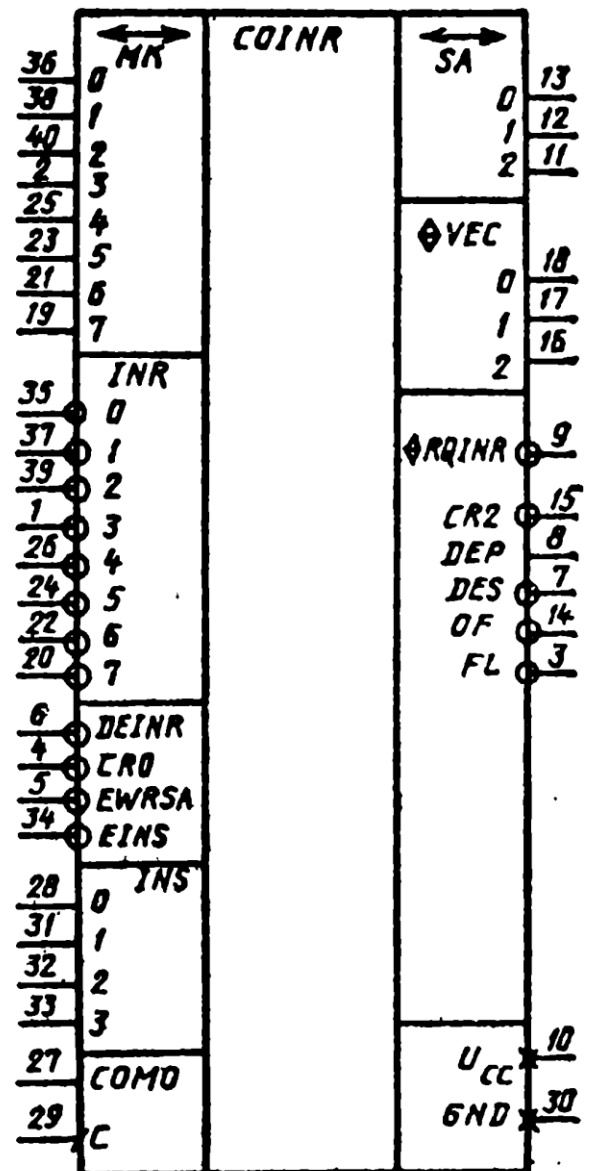 MK COINR SA
36 0 0 13
38 1 1 12
40 2 2 11
2 3
25 4 VEC
23 5 0 18
21 6 1 17
19 7 2 16
INR
35 0
37 1 RQINR 9
39 2
1 3 CR2 15
26 4 DEP 8
24 5 DES 7
22 6 OF 14
20 7 FL 3
6 DEINR
4 CRO
5 EWRSA
34 EINS
INS
28 0
31 1
32 2
33 3
27 COMO UCC 10
29 C GND 30